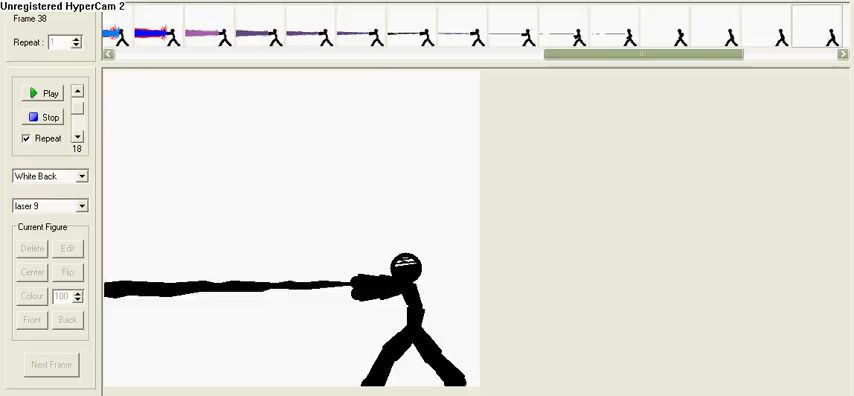 Unregistered HyperCam 2
Frame 38
Repeat : 1
Play
Stop
Repeat
18
White Back
laser 9
Current Figure
Delete Edit
Center Flip
Colour 100
Front Back
Next Frame